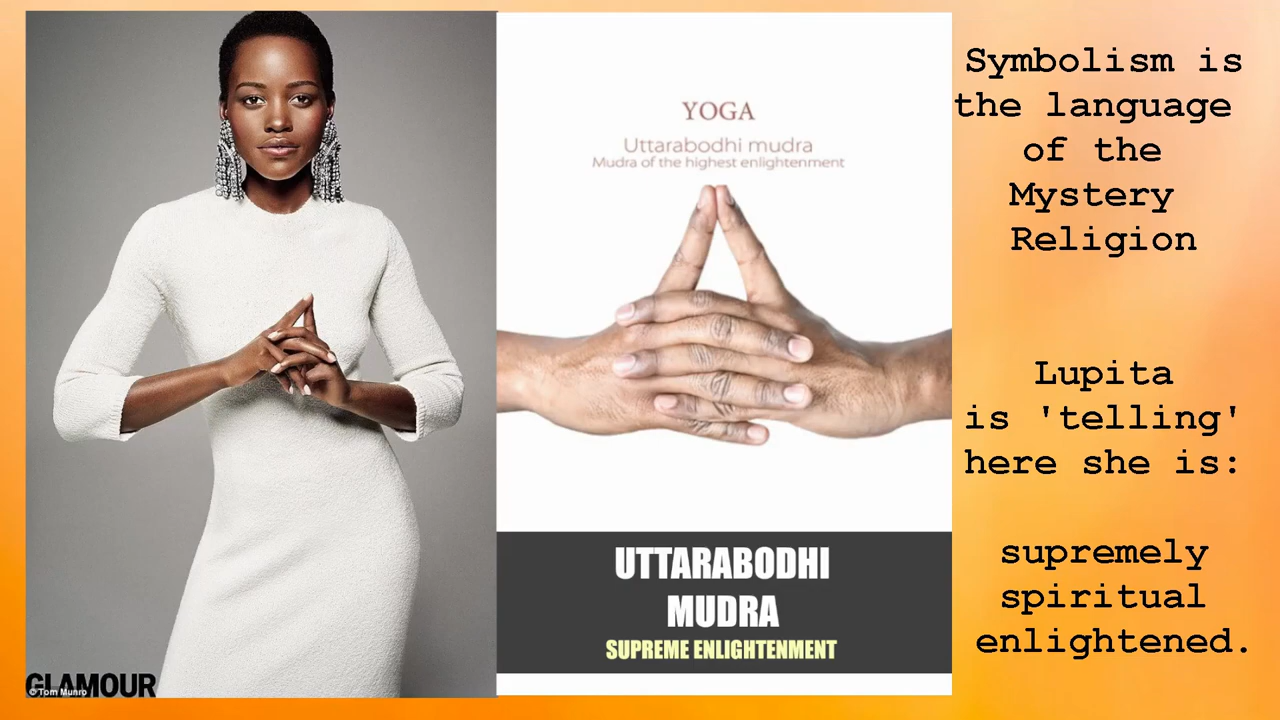 GLAMOUR
© Tom Munro
YOGA
Uttarabodhi mudra
Mudra of the highest enlightenment
UTTARABODHI
MUDRA
SUPREME ENLIGHTENMENT
Symbolism is
the language
of the
Mystery
Religion
Lupita
is 'telling'
here she is:
supremely
spiritual
enlightened.